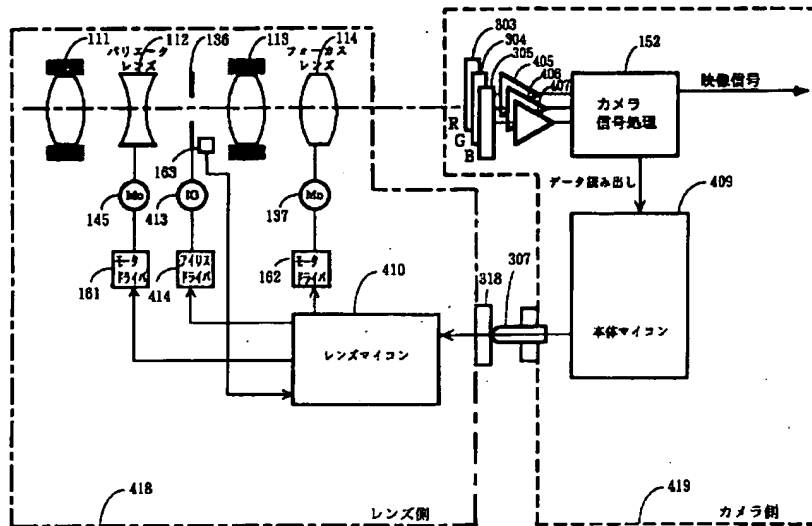 111
バリエータ
レンズ
112
136
113
フォーカス
レンズ
114
303
304
305
405
406
407
152
カメラ
信号処理
映像信号
R
G
B
163
データ読み出し
409
Mo
145
IG
413
Mo
137
モータ
ドライバ
161
アイリス
ドライバ
414
モータ
ドライバ
162
410
レンズマイコン
318
307
本体マイコン
418
レンズ側
419
カメラ側